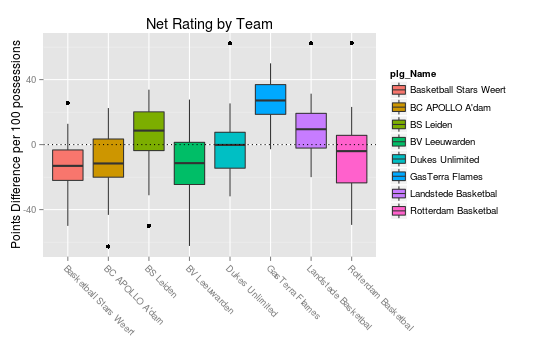 Net Rating by Team
Points Difference per 100 possessions
40
0
-40
Basketball Stars Weert
BC APOLLO A'dam
BS Leiden
BV Leeuwarden
Dukes Unlimited
GasTerra Flames
Landstede Basketbal
Rotterdam Basketbal
plg_Name
Basketball Stars Weert
BC APOLLO A'dam
BS Leiden
BV Leeuwarden
Dukes Unlimited
GasTerra Flames
Landstede Basketbal
Rotterdam Basketbal